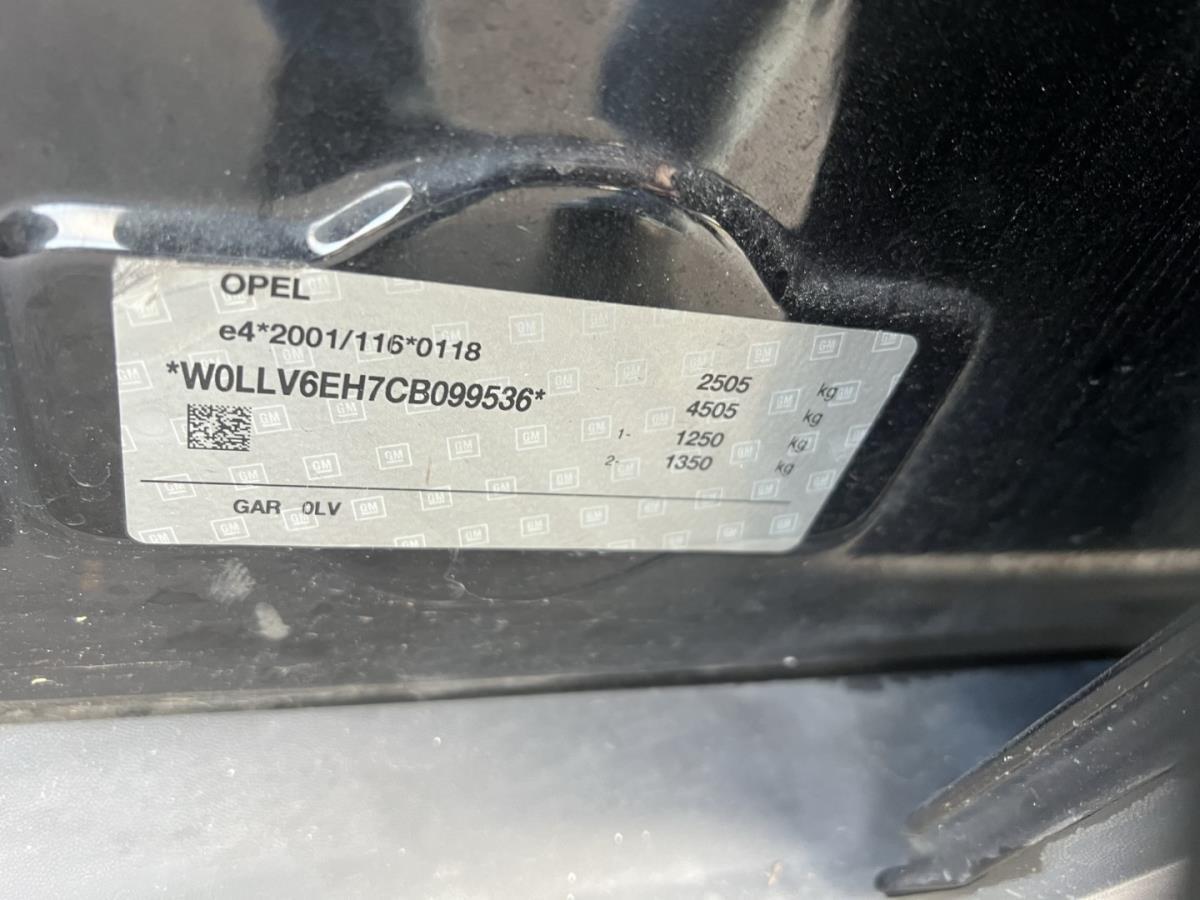 OPEL
e4*2001/116*0118
*W0LLV6EH7CB099536*
2505 kg
4505 kg
1- 1250 kg
2- 1350 kg
GAR 0LV